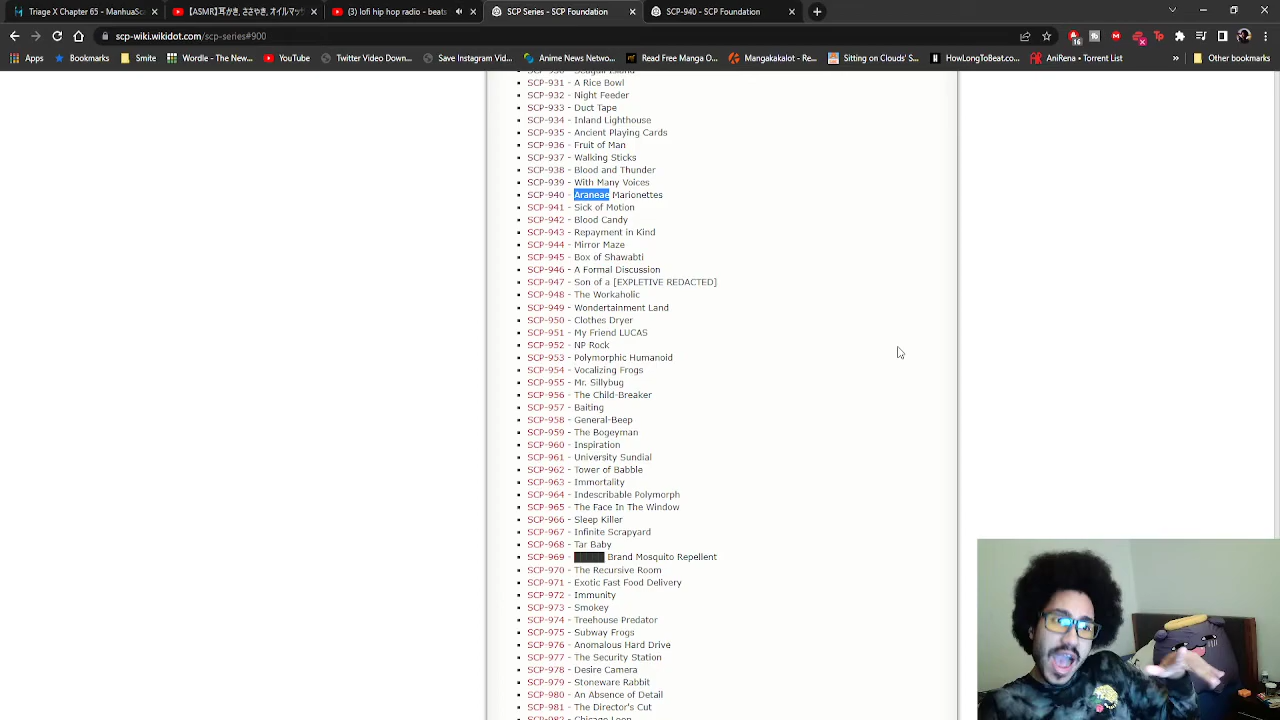 Triage X Chapter 65 - ManhuaSc
【ASMR】耳かき、ささやき、オイルマッ
(3) lofi hip hop radio - beats
SCP Series - SCP Foundation
SCP-940 - SCP Foundation
scp-wiki.wikidot.com/scp-series#900
16
Apps
Bookmarks
Smite
Wordle - The New...
YouTube
Twitter Video Down...
Save Instagram Vid...
Anime News Networ...
Read Free Manga O...
Mangakakalot - Re...
Sitting on Clouds' S...
HowLongToBeat.co...
AniRena - Torrent List
»
Other bookmarks
SCP-930 - Seagull Island
SCP-931 - A Rice Bowl
SCP-932 - Night Feeder
SCP-933 - Duct Tape
SCP-934 - Inland Lighthouse
SCP-935 - Ancient Playing Cards
SCP-936 - Fruit of Man
SCP-937 - Walking Sticks
SCP-938 - Blood and Thunder
SCP-939 - With Many Voices
SCP-940 - Araneae Marionettes
SCP-941 - Sick of Motion
SCP-942 - Blood Candy
SCP-943 - Repayment in Kind
SCP-944 - Mirror Maze
SCP-945 - Box of Shawabti
SCP-946 - A Formal Discussion
SCP-947 - Son of a [EXPLETIVE REDACTED]
SCP-948 - The Workaholic
SCP-949 - Wondertainment Land
SCP-950 - Clothes Dryer
SCP-951 - My Friend LUCAS
SCP-952 - NP Rock
SCP-953 - Polymorphic Humanoid
SCP-954 - Vocalizing Frogs
SCP-955 - Mr. Sillybug
SCP-956 - The Child-Breaker
SCP-957 - Baiting
SCP-958 - General-Beep
SCP-959 - The Bogeyman
SCP-960 - Inspiration
SCP-961 - University Sundial
SCP-962 - Tower of Babble
SCP-963 - Immortality
SCP-964 - Indescribable Polymorph
SCP-965 - The Face In The Window
SCP-966 - Sleep Killer
SCP-967 - Infinite Scrapyard
SCP-968 - Tar Baby
SCP-969 - █████ Brand Mosquito Repellent
SCP-970 - The Recursive Room
SCP-971 - Exotic Fast Food Delivery
SCP-972 - Immunity
SCP-973 - Smokey
SCP-974 - Treehouse Predator
SCP-975 - Subway Frogs
SCP-976 - Anomalous Hard Drive
SCP-977 - The Security Station
SCP-978 - Desire Camera
SCP-979 - Stoneware Rabbit
SCP-980 - An Absence of Detail
SCP-981 - The Director's Cut
SCP-982 - Chicago Loop